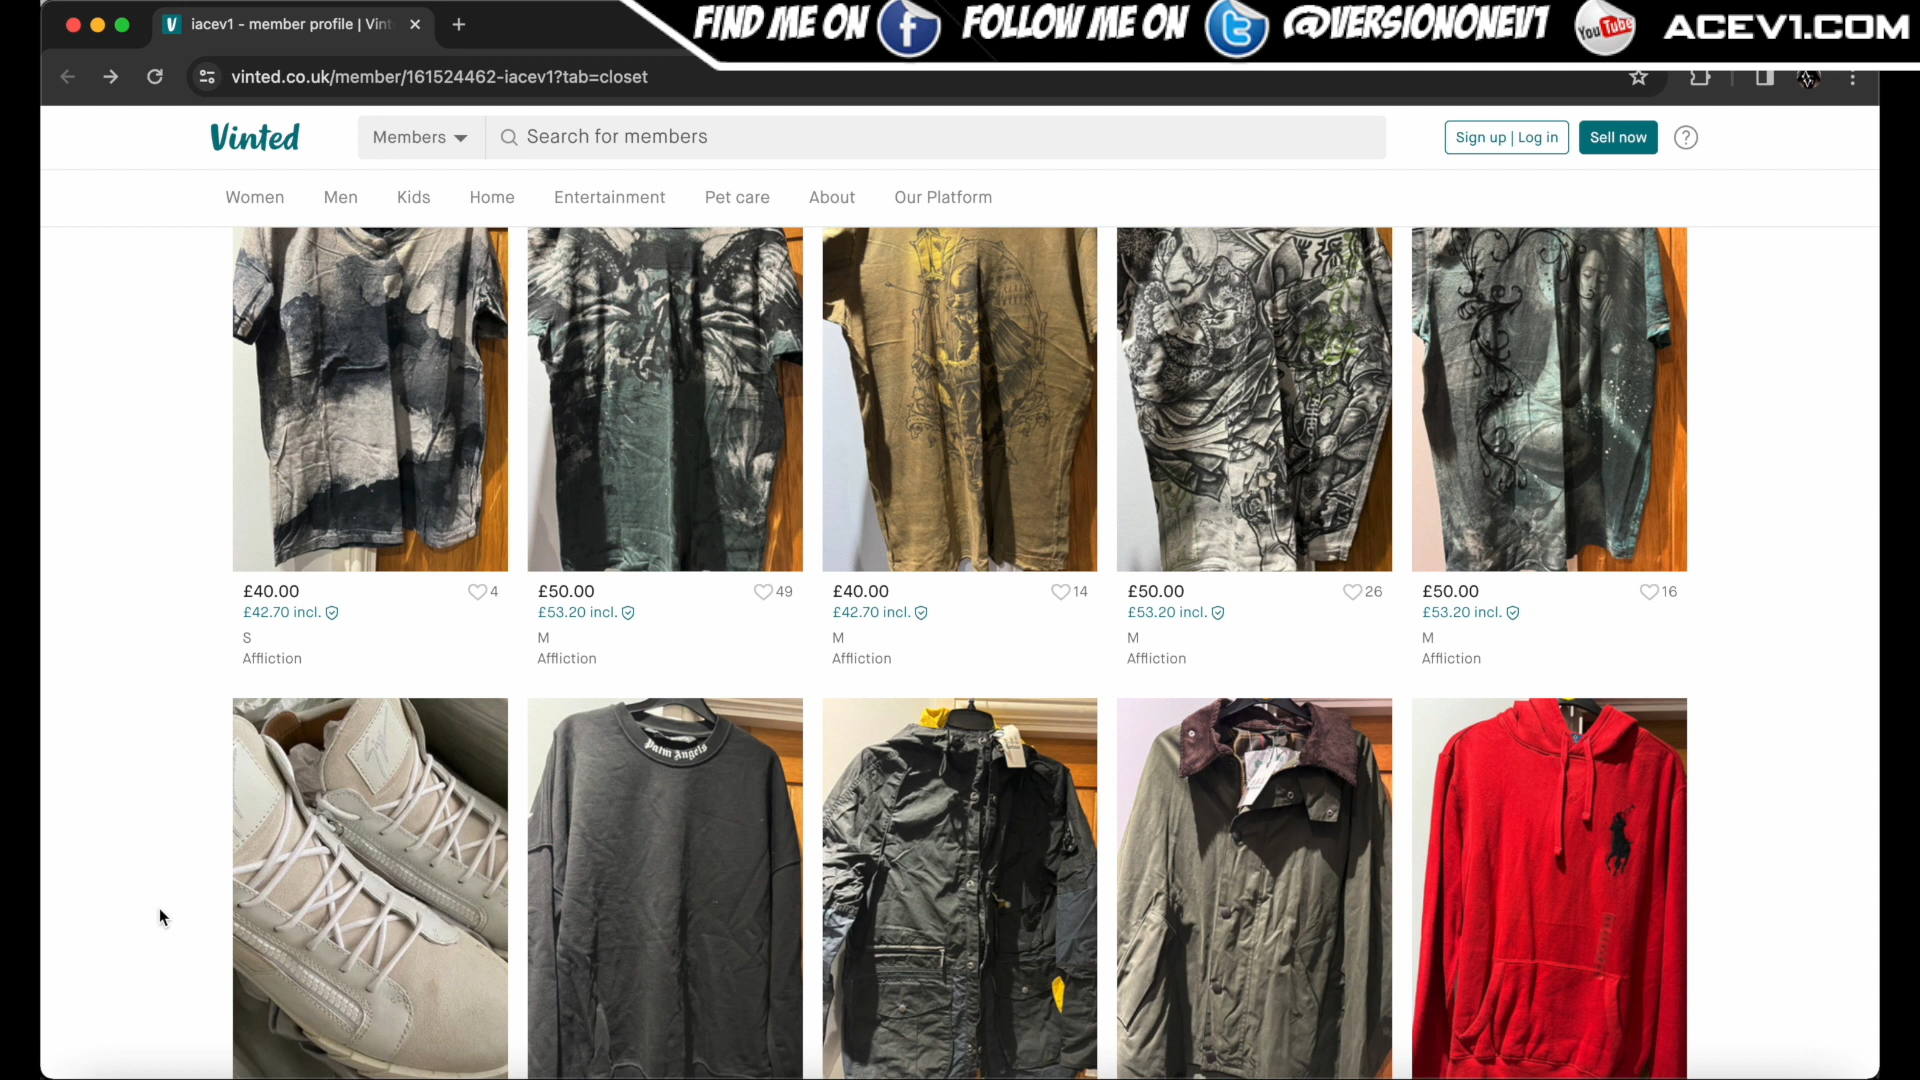 FIND ME ON
FOLLOW ME ON
@VERSIONONEV1
You Tube
ACEV1.COM
iacev1 - member profile | Vint
vinted.co.uk/member/161524462-iacev1?tab=closet
Vinted
Members
Search for members
Sign up | Log in
Sell now
?
Women
Men
Kids
Home
Entertainment
Pet care
About
Our Platform
£40.00 4
£42.70 incl.
S
Affliction
£50.00 49
£53.20 incl.
M
Affliction
£40.00 14
£42.70 incl.
M
Affliction
£50.00 26
£53.20 incl.
M
Affliction
£50.00 16
£53.20 incl.
M
Affliction
Palm Angels